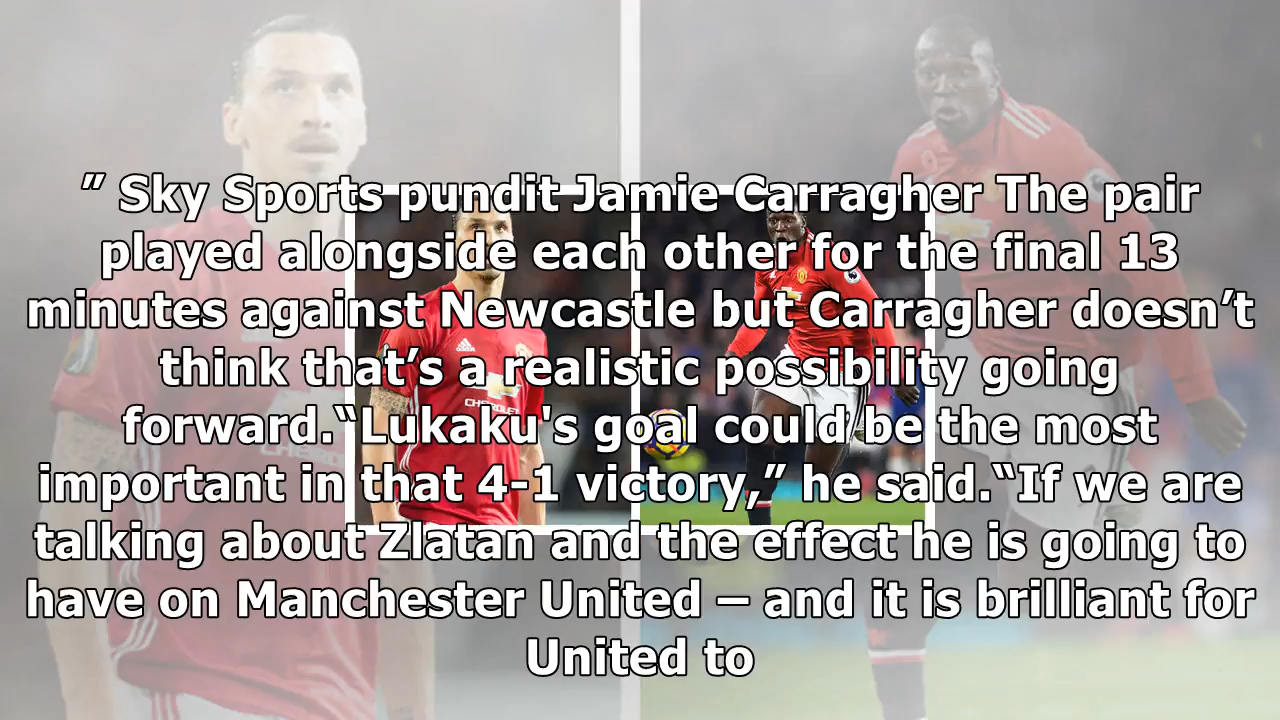 ” Sky Sports pundit Jamie Carragher The pair
played alongside each other for the final 13
minutes against Newcastle but Carragher doesn’t
think that’s a realistic possibility going
forward.“Lukaku's goal could be the most
important in that 4-1 victory,” he said.“If we are
talking about Zlatan and the effect he is going to
have on Manchester United – and it is brilliant for
United to
CHEVROLET